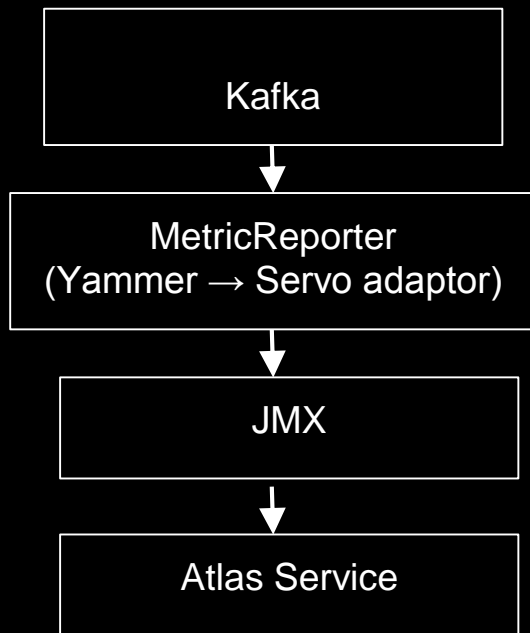 Kafka
MetricReporter
(Yammer → Servo adaptor)
JMX
Atlas Service